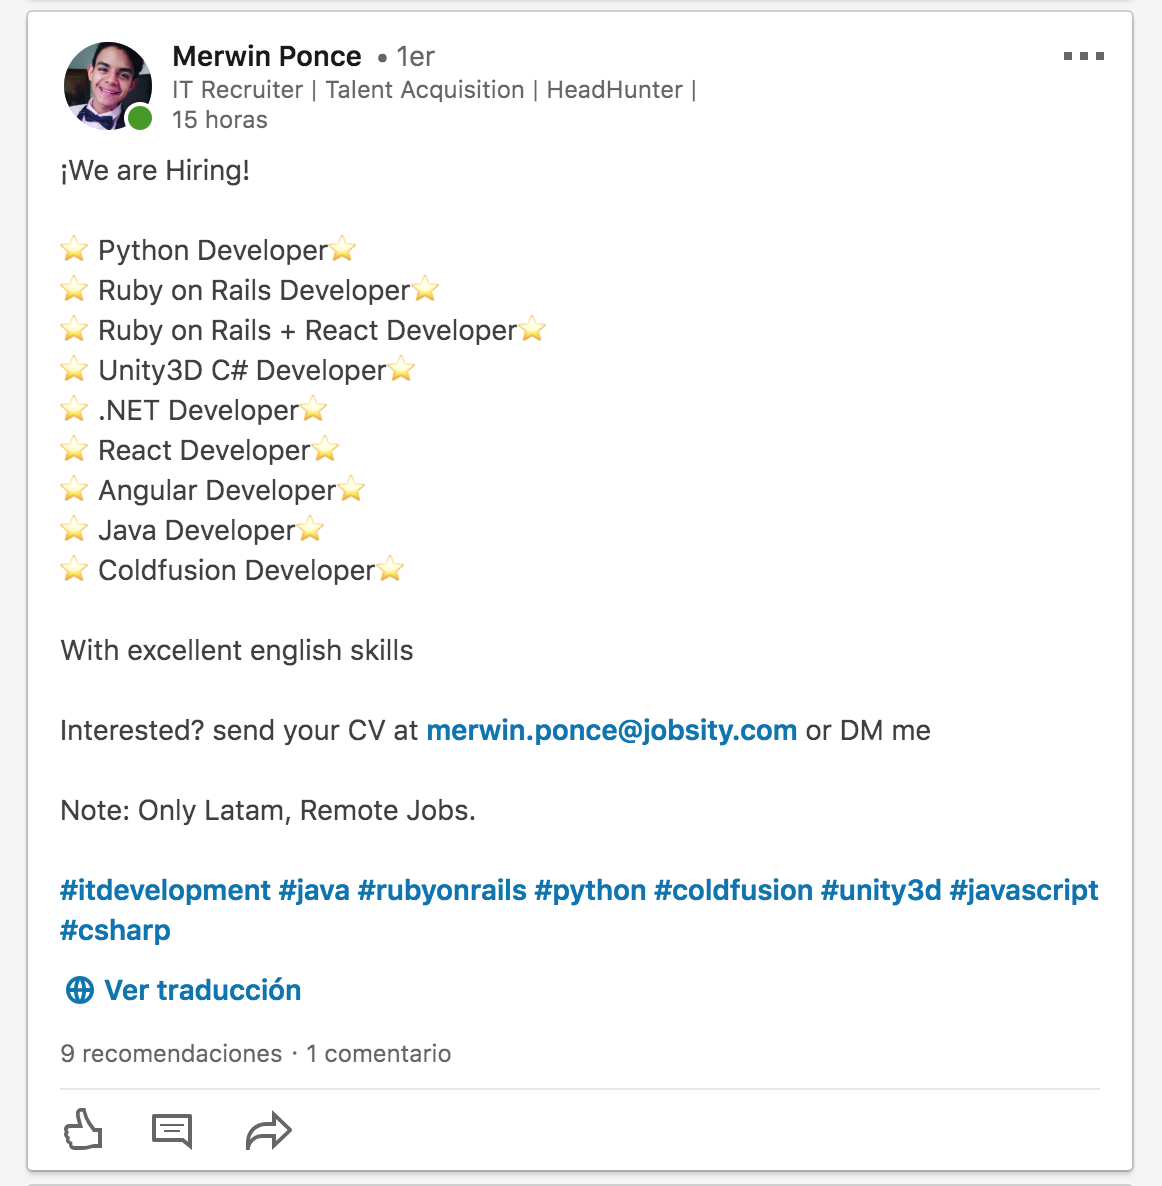 Merwin Ponce • 1er
IT Recruiter | Talent Acquisition | HeadHunter |
15 horas
¡We are Hiring!
⭐ Python Developer⭐
⭐ Ruby on Rails Developer⭐
⭐ Ruby on Rails + React Developer⭐
⭐ Unity3D C# Developer⭐
⭐ .NET Developer⭐
⭐ React Developer⭐
⭐ Angular Developer⭐
⭐ Java Developer⭐
⭐ Coldfusion Developer⭐
With excellent english skills
Interested? send your CV at merwin.ponce@jobsity.com or DM me
Note: Only Latam, Remote Jobs.
#itdevelopment #java #rubyonrails #python #coldfusion #unity3d #javascript
#csharp
Ver traducción
9 recomendaciones · 1 comentario